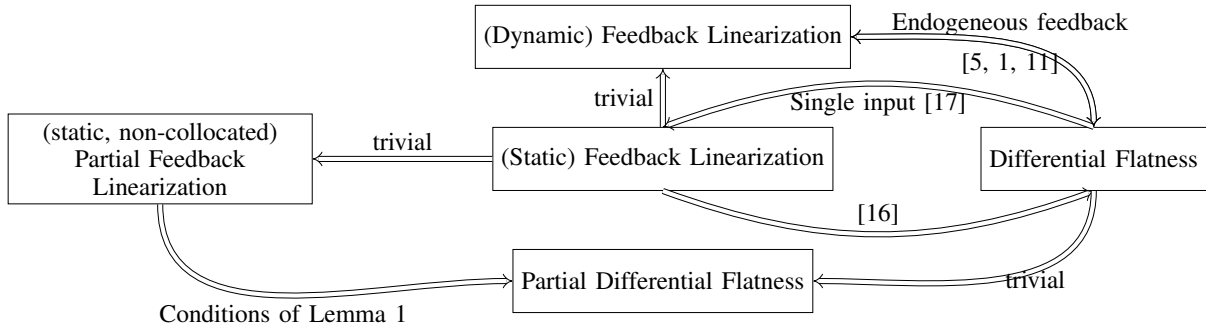 (Dynamic) Feedback Linearization
Endogeneous feedback
[5, 1, 11]
trivial
Single input [17]
(static, non-collocated)
Partial Feedback
Linearization
trivial
(Static) Feedback Linearization
Differential Flatness
[16]
Partial Differential Flatness
trivial
Conditions of Lemma 1